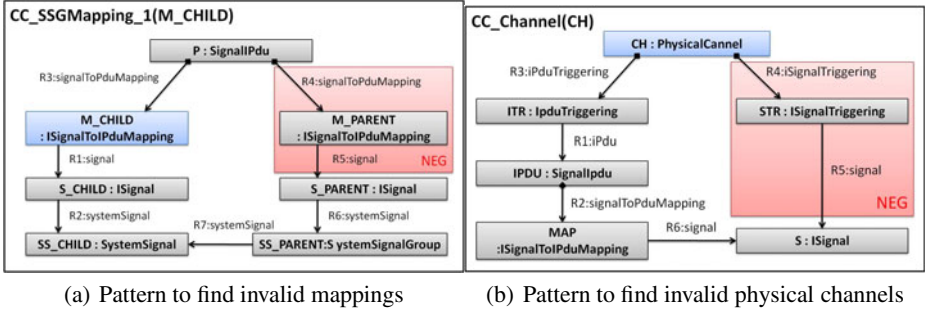 CC_SSGMapping_1(M_CHILD)
P : SignalIPdu
R3:signalToPduMapping
R4:signalToPduMapping
M_CHILD
: ISignalToIPduMapping
M_PARENT
: ISignalToIPduMapping
R1:signal
R5:signal
NEG
S_CHILD : ISignal
S_PARENT : ISignal
R2:systemSignal
R6:systemSignal
R7:systemSignal
SS_CHILD : SystemSignal
SS_PARENT:S ystemSignalGroup
(a) Pattern to find invalid mappings
CC_Channel(CH)
CH : PhysicalCannel
R3:iPduTriggering
R4:iSignalTriggering
ITR : IpduTriggering
STR : ISignalTriggering
R1:iPdu
IPDU : SignalIpdu
R5:signal
R2:signalToPduMapping
NEG
MAP
:ISignalToIPduMapping
R6:signal
S : ISignal
(b) Pattern to find invalid physical channels